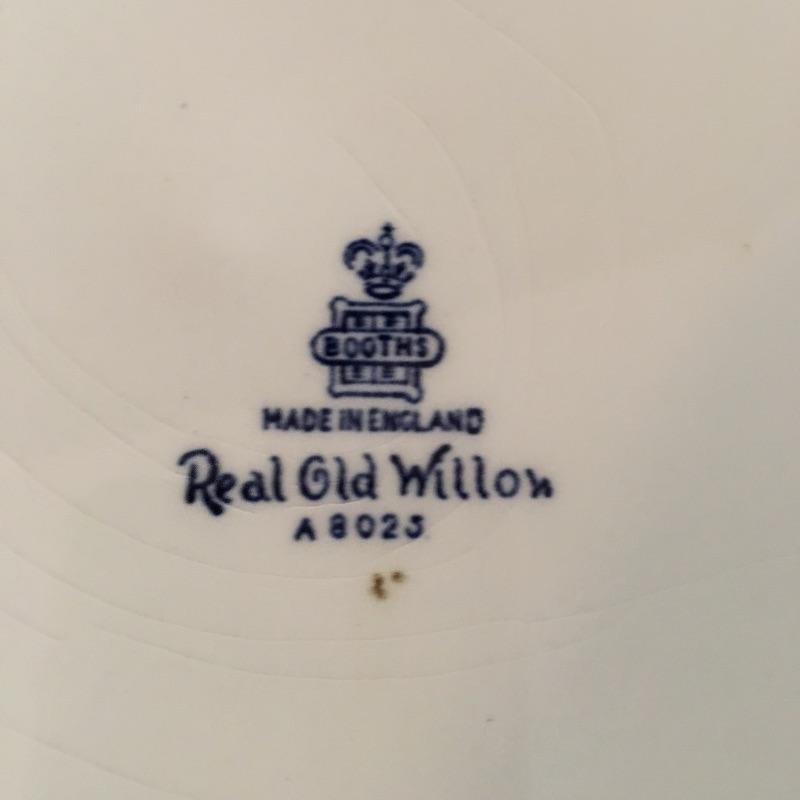 BOOTHS
MADE IN ENGLAND
Real Old Willow
A 8025